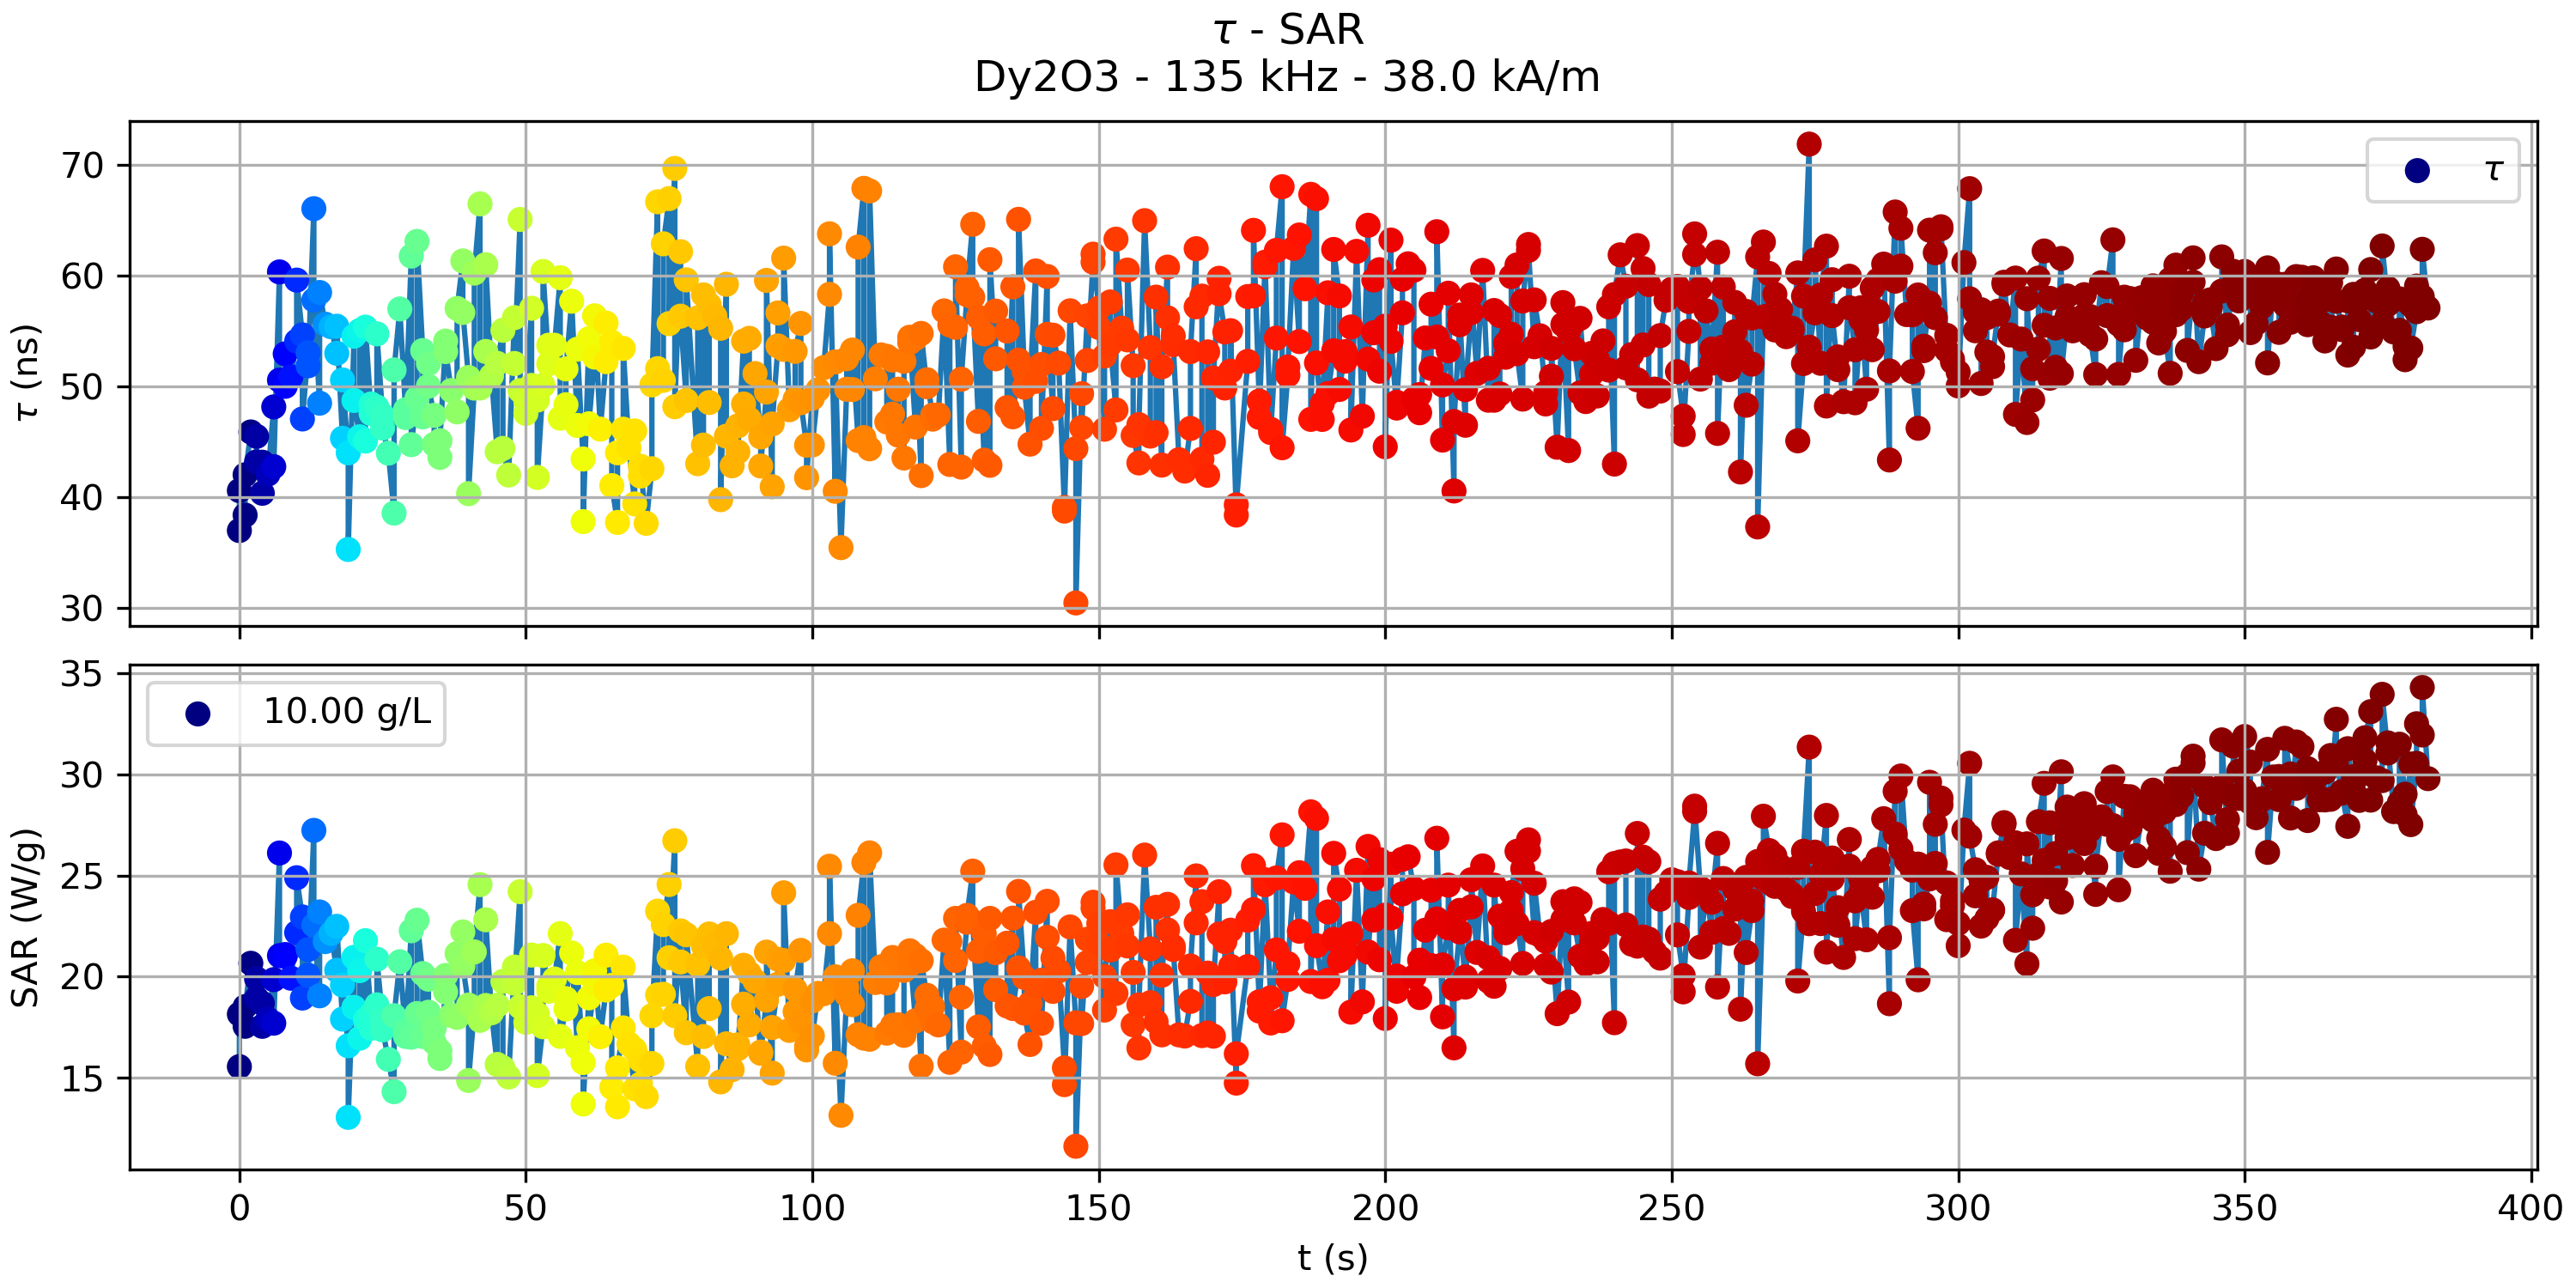 τ - SAR
Dy2O3 - 135 kHz - 38.0 kA/m
τ (ns)
70
60
50
40
30
τ
SAR (W/g)
35
30
25
20
15
10.00 g/L
0 50 100 150 200 250 300 350 400
t (s)